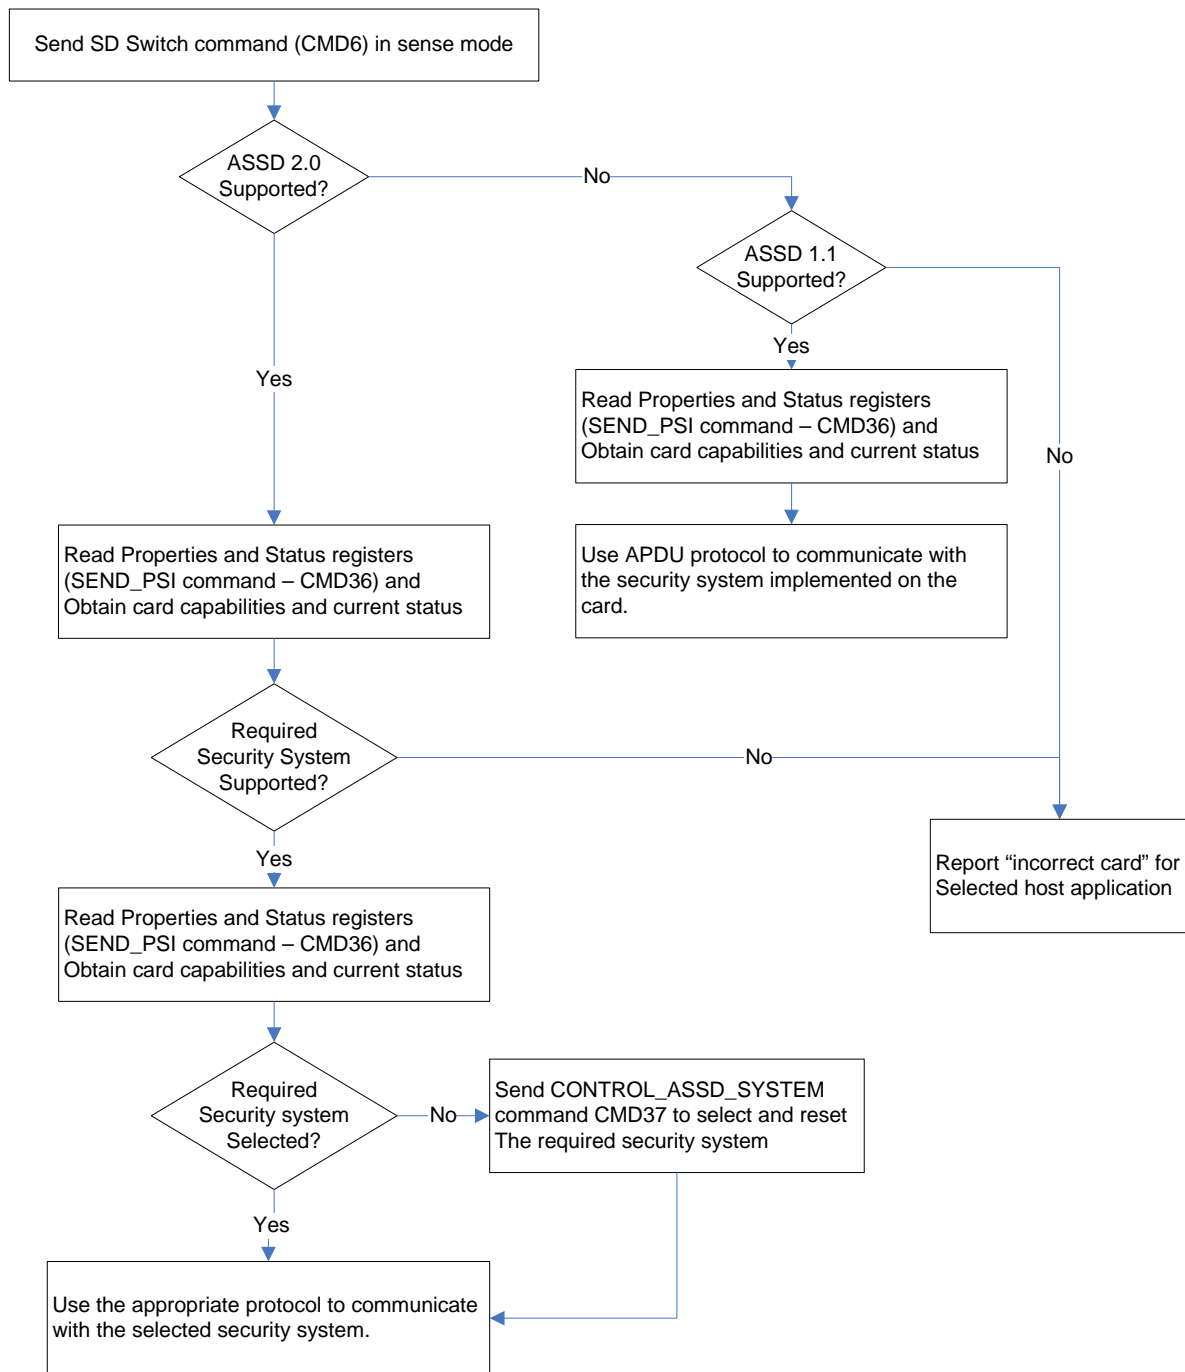 Send SD Switch command (CMD6) in sense mode
ASSD 2.0
Supported?
No
ASSD 1.1
Supported?
Yes
Yes
Read Properties and Status registers
(SEND_PSI command – CMD36) and
Obtain card capabilities and current status
No
Use APDU protocol to communicate with
the security system implemented on the
card.
Read Properties and Status registers
(SEND_PSI command – CMD36) and
Obtain card capabilities and current status
Required
Security System
Supported?
No
Yes
Report “incorrect card” for
Selected host application
Read Properties and Status registers
(SEND_PSI command – CMD36) and
Obtain card capabilities and current status
Required
Security system
Selected?
No
Send CONTROL_ASSD_SYSTEM
command CMD37 to select and reset
The required security system
Yes
Use the appropriate protocol to communicate
with the selected security system.